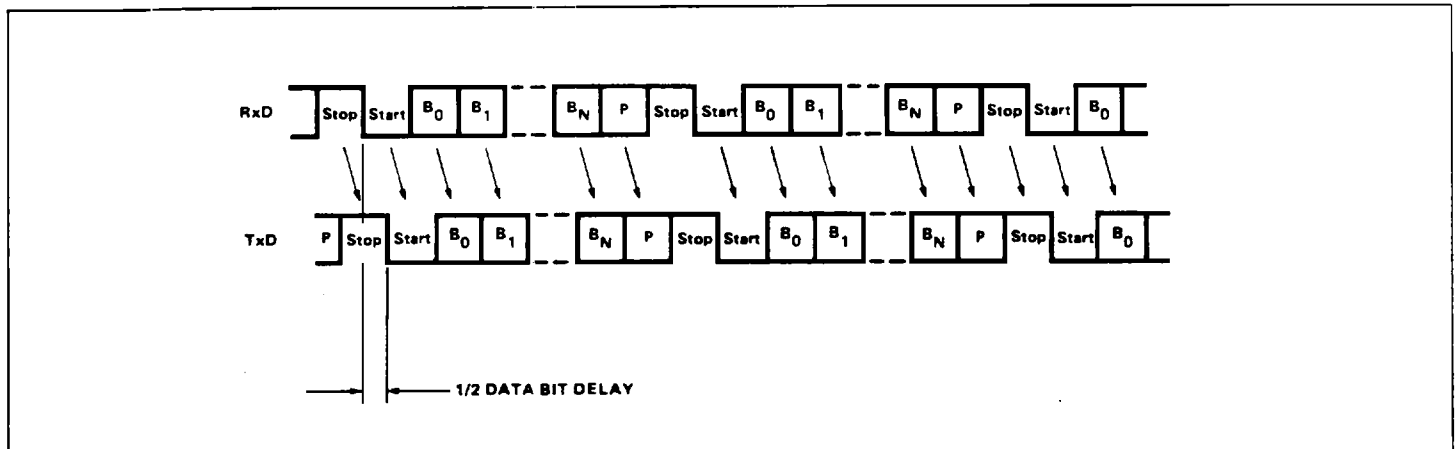 RxD Stop Start B0 B1 BN P Stop Start B0 B1 BN P Stop Start B0
TxD P Stop Start B0 B1 BN P Stop Start B0 B1 BN P Stop Start B0
1/2 DATA BIT DELAY